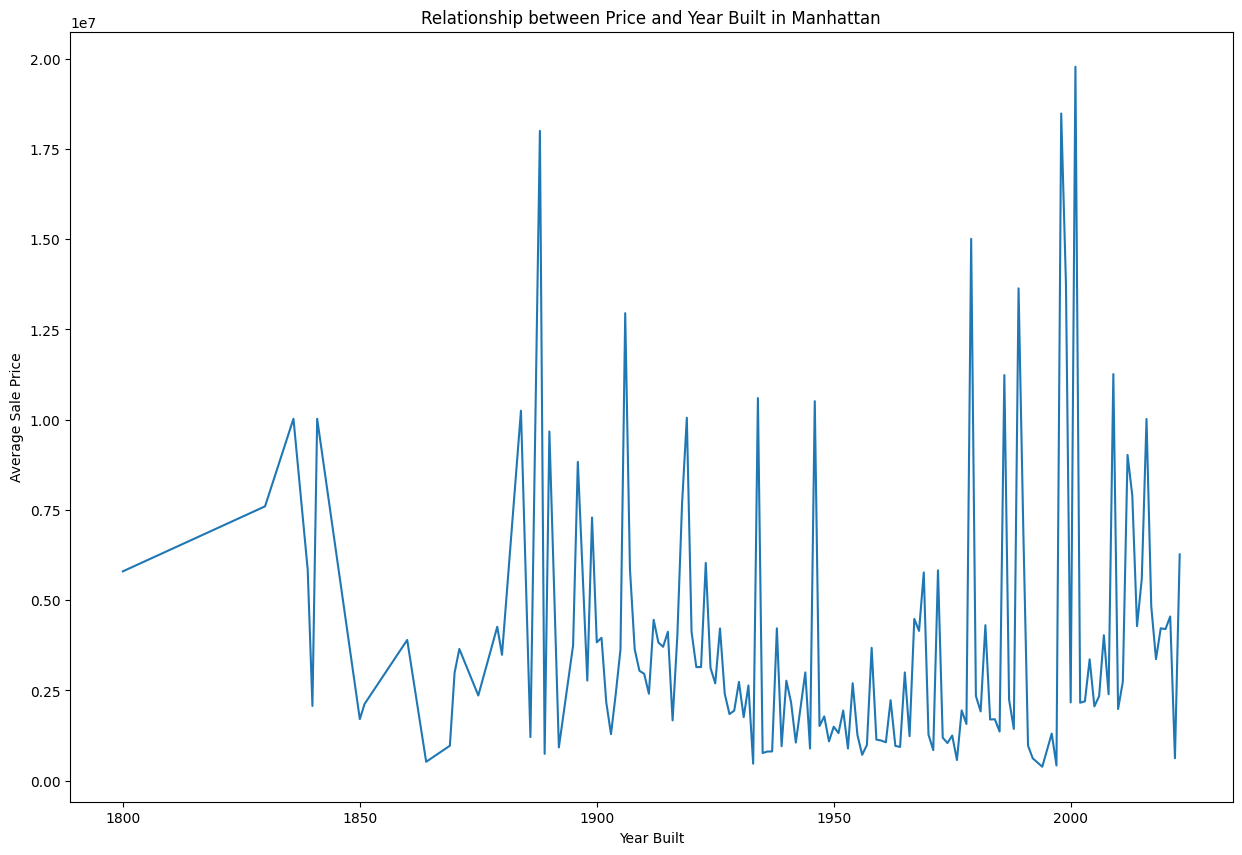 Relationship between Price and Year Built in Manhattan
1e7
2.00
1.75
1.50
1.25
1.00
0.75
0.50
0.25
0.00
Average Sale Price
1800 1850 1900 1950 2000
Year Built